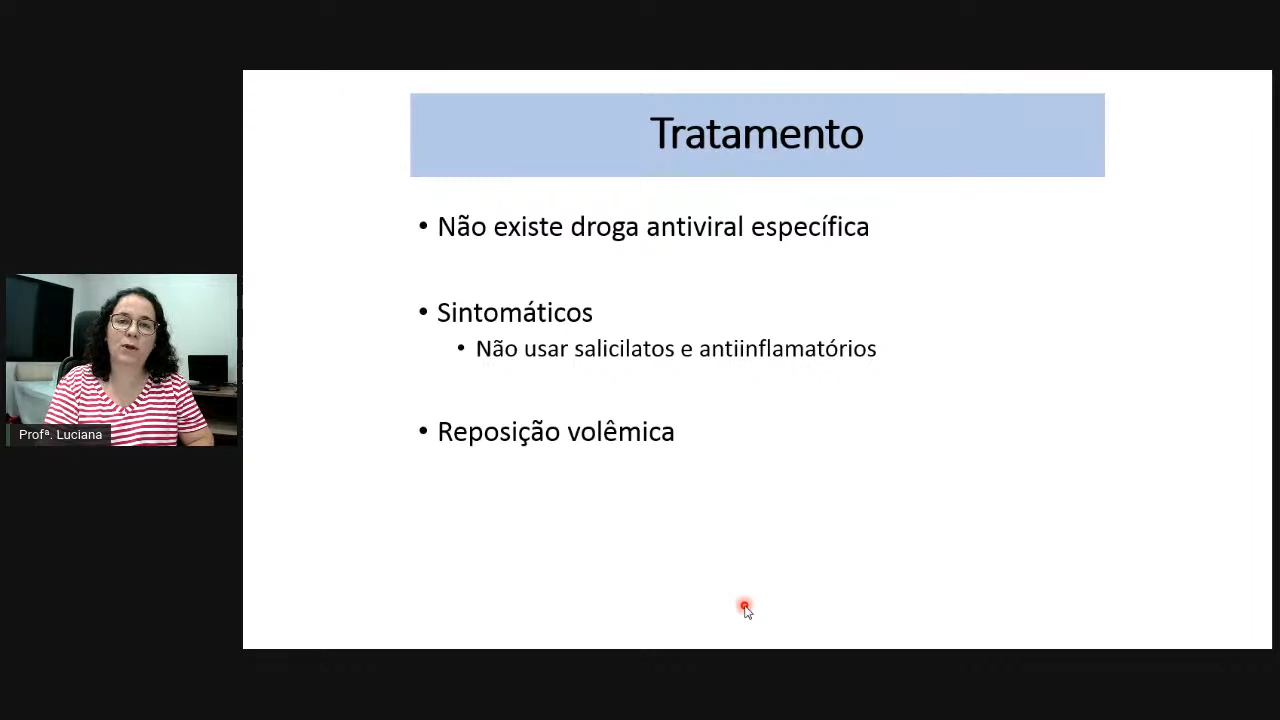 Tratamento
• Não existe droga antiviral específica
• Sintomáticos
• Não usar salicilatos e antiinflamatórios
• Reposição volêmica
Profª. Luciana